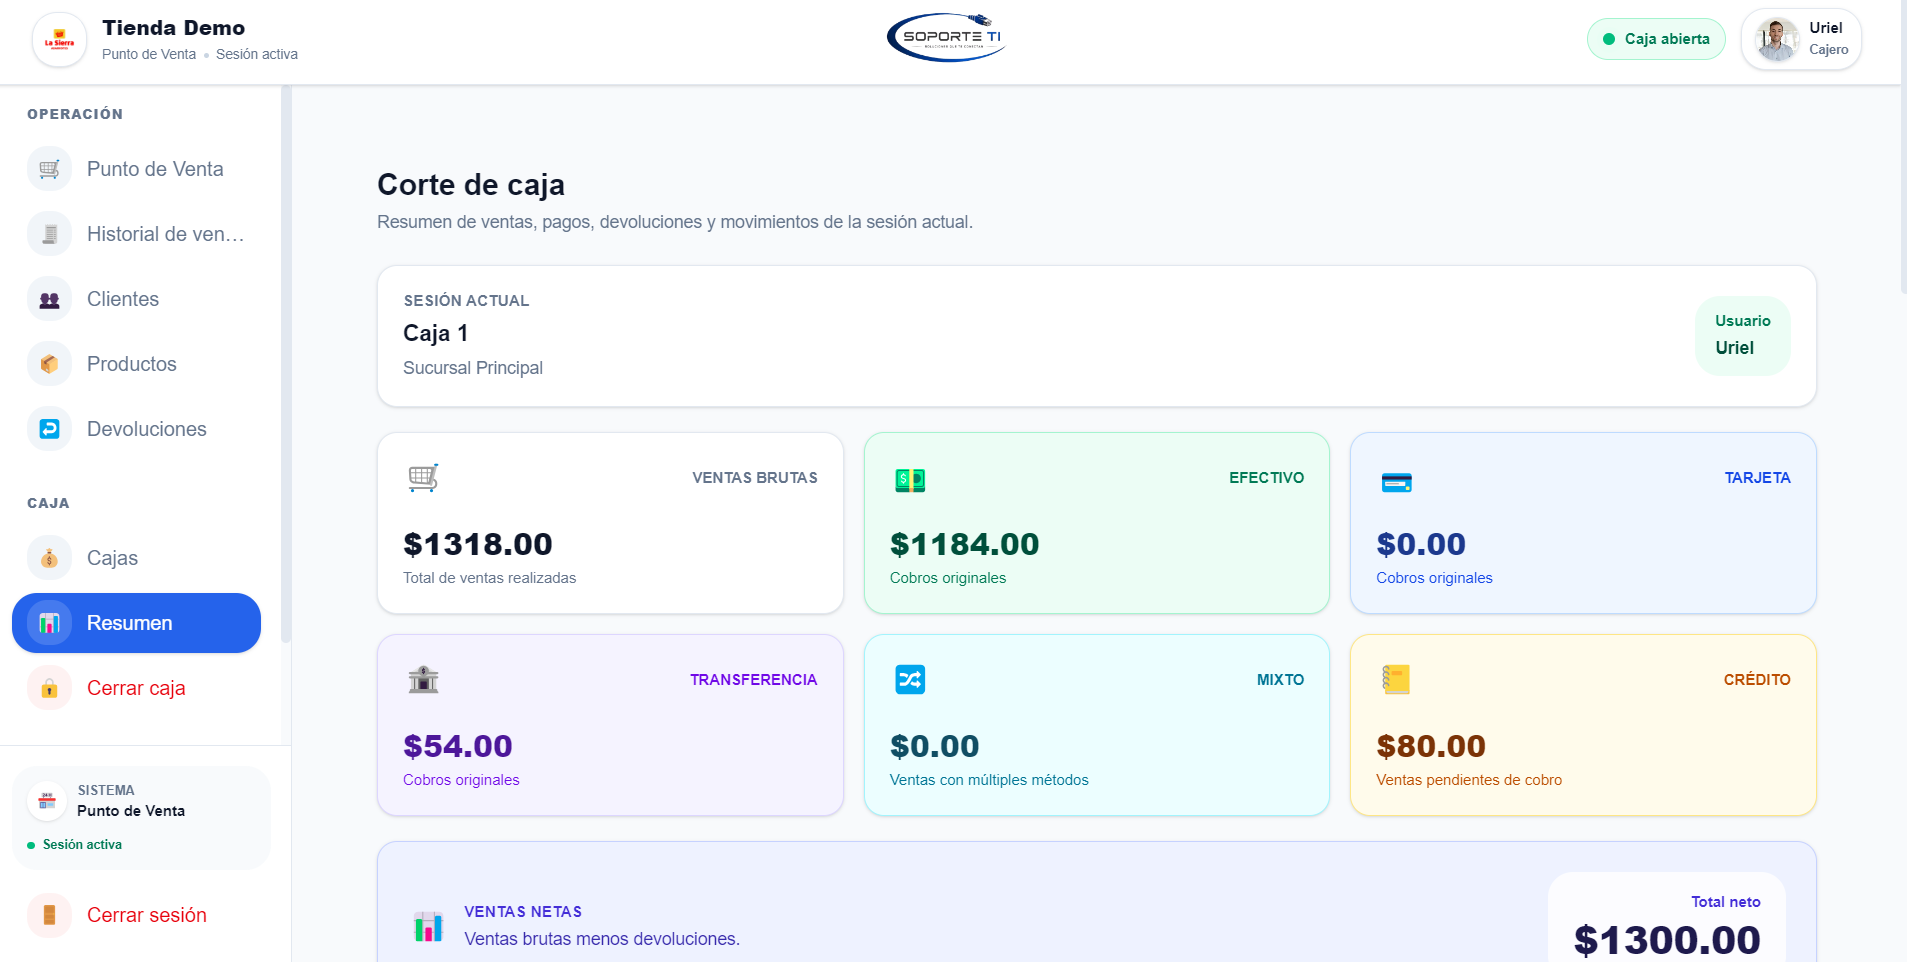 La Sierra
Tienda Demo
Punto de Venta • Sesión activa
SOPORTE TI
Caja abierta
Uriel
Cajero
OPERACIÓN
Punto de Venta
Historial de ven…
Clientes
Productos
Devoluciones
CAJA
Cajas
Resumen
Cerrar caja
SISTEMA
Punto de Venta
Sesión activa
Cerrar sesión
Corte de caja
Resumen de ventas, pagos, devoluciones y movimientos de la sesión actual.
SESIÓN ACTUAL
Caja 1
Sucursal Principal
Usuario
Uriel
VENTAS BRUTAS
$1318.00
Total de ventas realizadas
EFECTIVO
$1184.00
Cobros originales
TARJETA
$0.00
Cobros originales
TRANSFERENCIA
$54.00
Cobros originales
MIXTO
$0.00
Ventas con múltiples métodos
CRÉDITO
$80.00
Ventas pendientes de cobro
VENTAS NETAS
Ventas brutas menos devoluciones.
Total neto
$1300.00